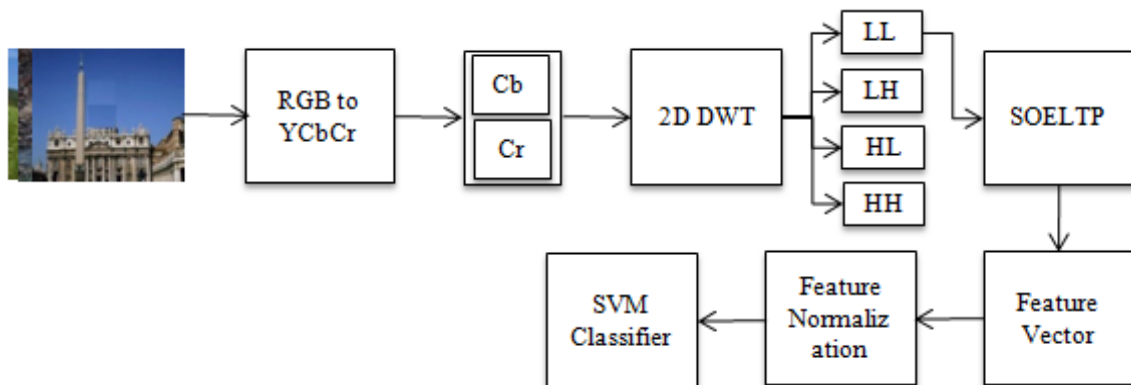 RGB to
YCbCr
Cb
Cr
2D DWT
LL
LH
HL
HH
SOELTP
Feature
Vector
Feature
Normaliz
ation
SVM
Classifier